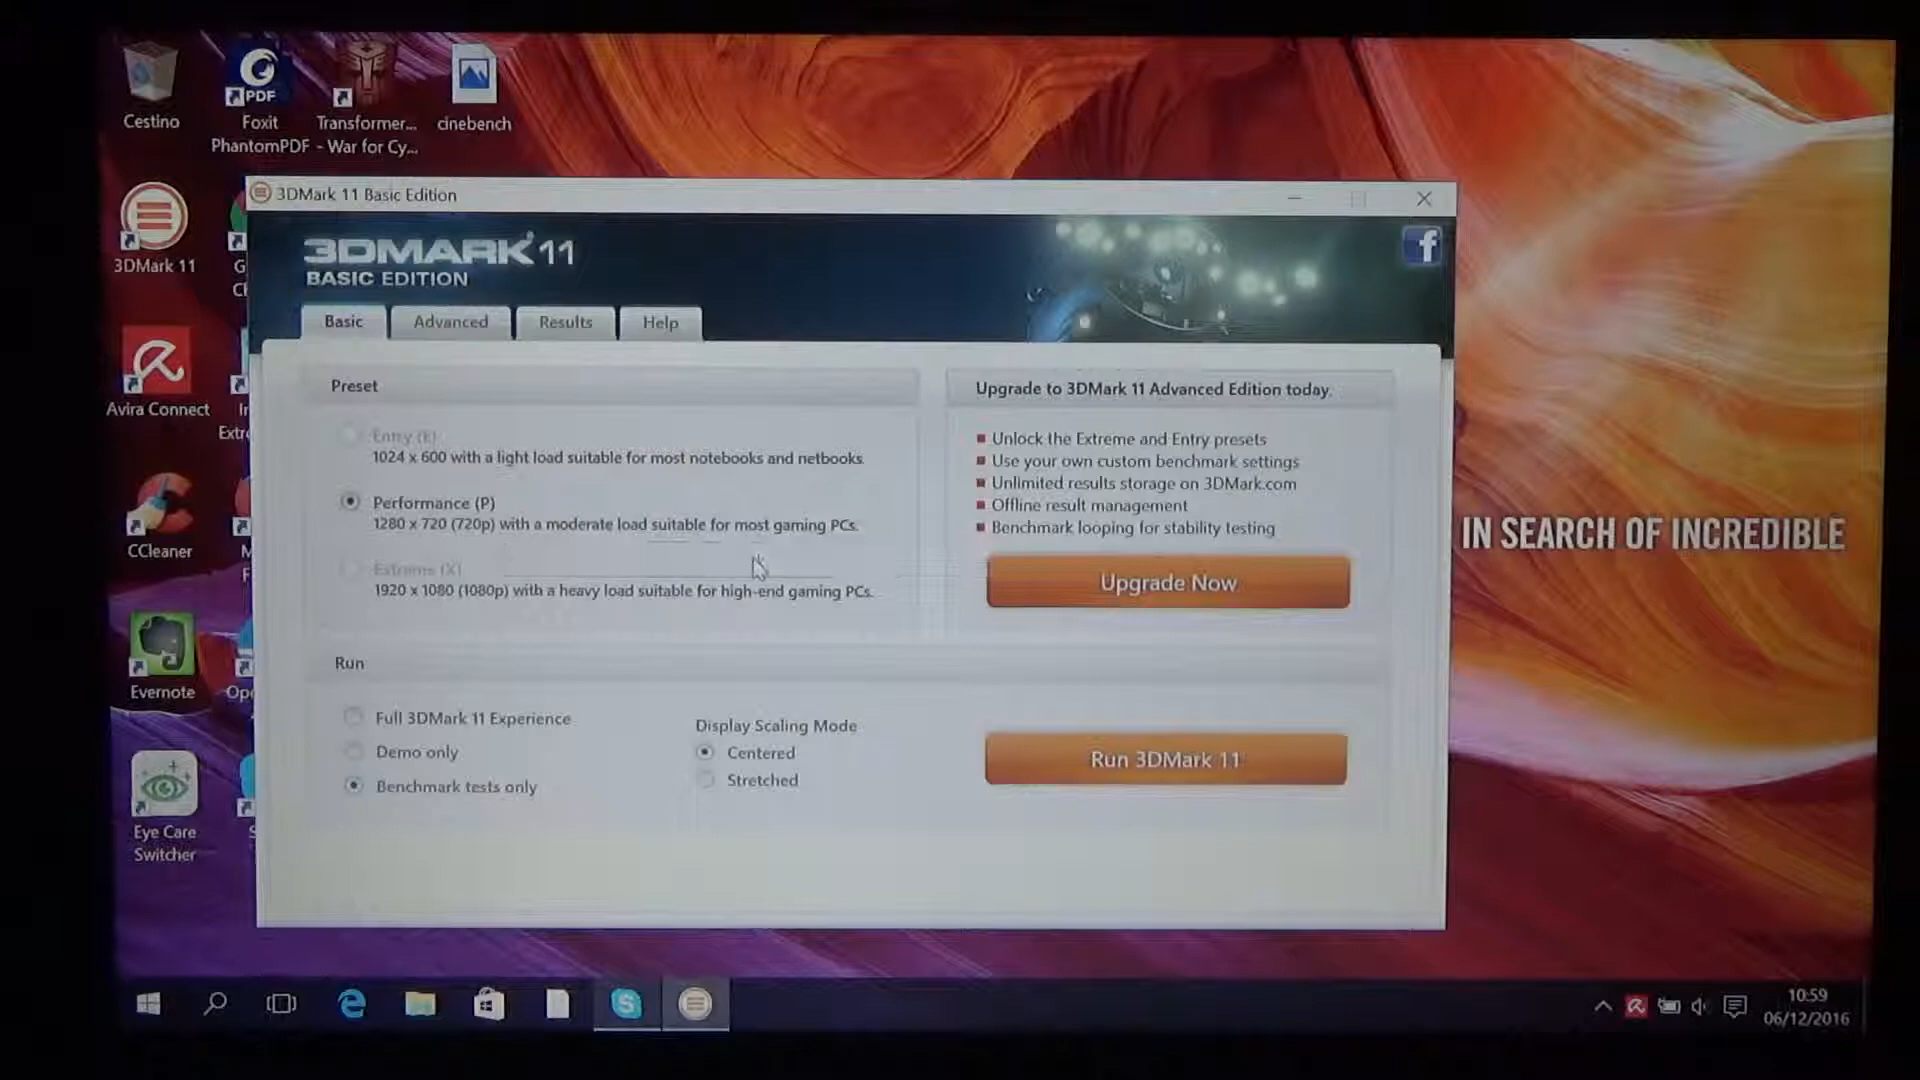 Cestino
PDF
Foxit
PhantomPDF
Transformer...
- War for Cy...
cinebench
3DMark 11
Avira Connect
CCleaner
Evernote
Eye Care
Switcher
3DMark 11 Basic Edition
3DMARK 11
BASIC EDITION
f
Basic
Advanced
Results
Help
Preset
Entry (E)
1024 x 600 with a light load suitable for most notebooks and netbooks.
Performance (P)
1280 x 720 (720p) with a moderate load suitable for most gaming PCs.
Extreme (X)
1920 x 1080 (1080p) with a heavy load suitable for high-end gaming PCs.
Upgrade to 3DMark 11 Advanced Edition today.
Unlock the Extreme and Entry presets
Use your own custom benchmark settings
Unlimited results storage on 3DMark.com
Offline result management
Benchmark looping for stability testing
Upgrade Now
Run
Full 3DMark 11 Experience
Demo only
Benchmark tests only
Display Scaling Mode
Centered
Stretched
Run 3DMark 11
IN SEARCH OF INCREDIBLE
10:59
06/12/2016